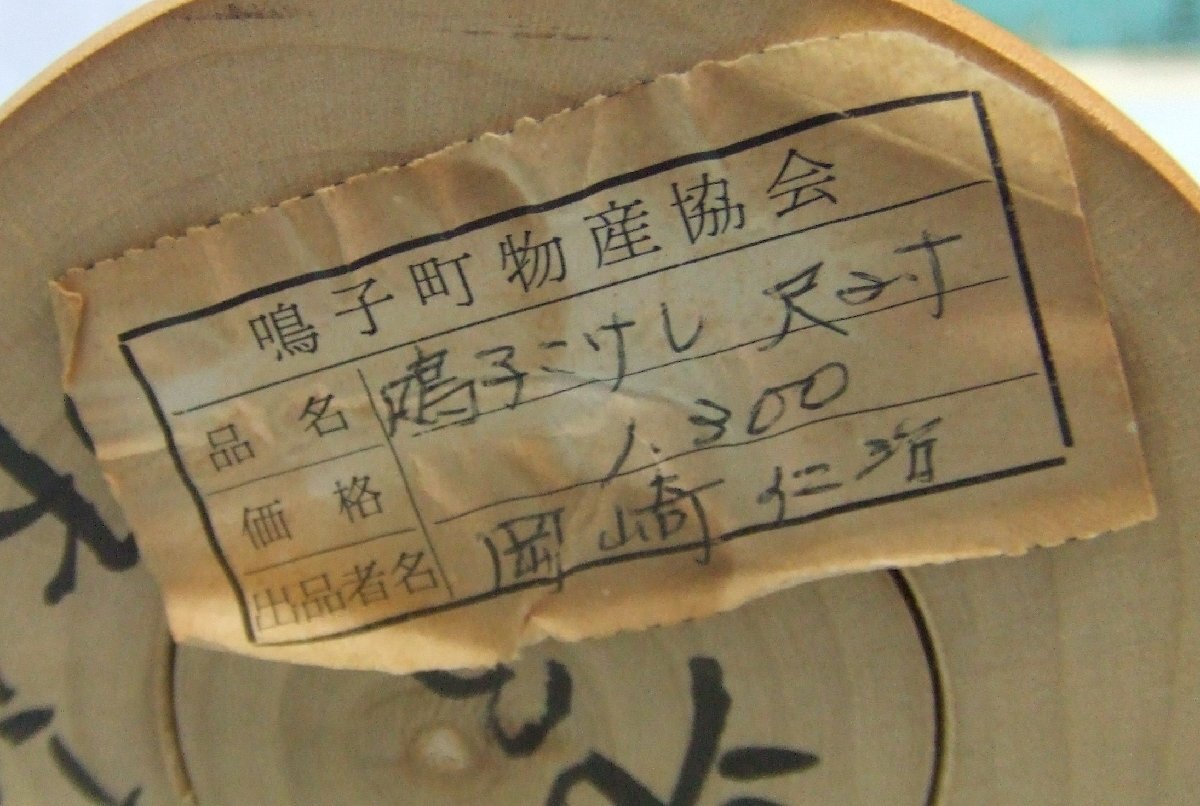 鳴子町物産協会
品名 鳴子こけし 尺2寸
価格 1.300
出品者名 岡崎仁治